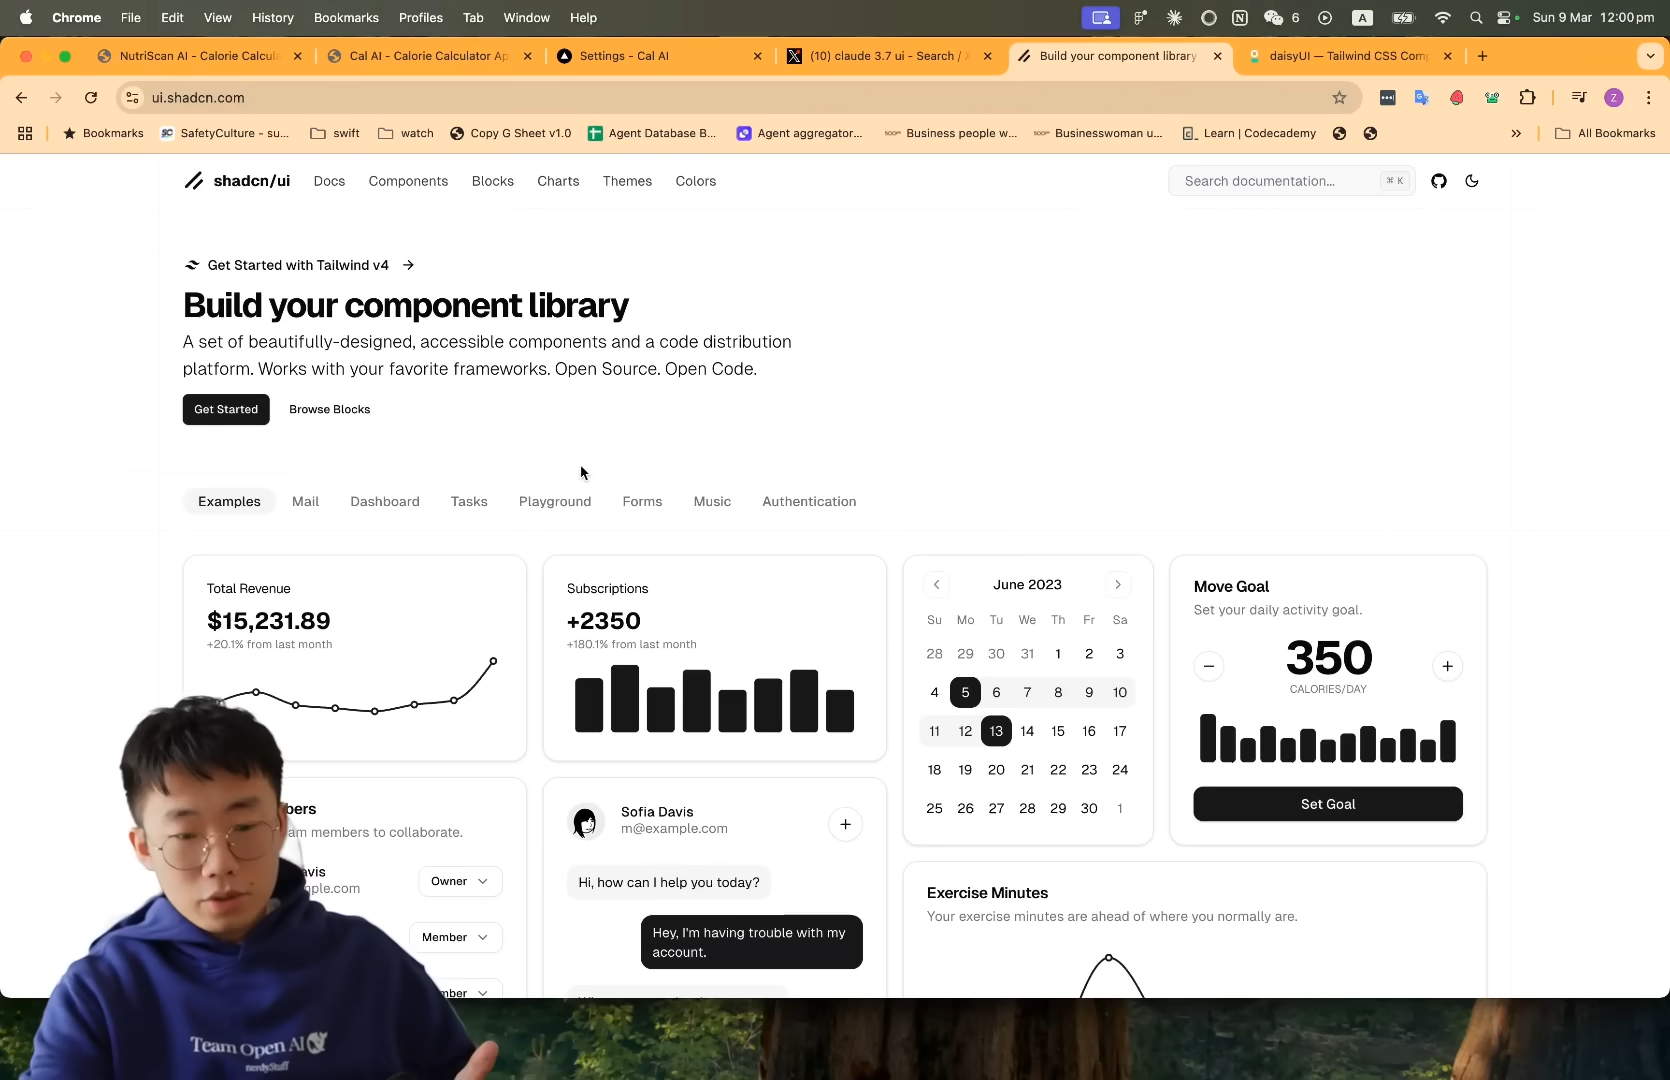 Chrome File Edit View History Bookmarks Profiles Tab Window Help 6 A Sun 9 Mar 12:00 pm
NutriScan AI - Calorie Calcula Cal AI - Calorie Calculator Ap Settings - Cal AI (10) claude 3.7 ui - Search / X Build your component library daisyUI — Tailwind CSS Comp
ui.shadcn.com Z
Bookmarks SafetyCulture - su... swift watch Copy G Sheet v1.0 Agent Database B... Agent aggregator... Business people w... Businesswoman u... Learn | Codecademy All Bookmarks
shadcn/ui Docs Components Blocks Charts Themes Colors Search documentation... ⌘ K
Get Started with Tailwind v4
Build your component library
A set of beautifully-designed, accessible components and a code distribution
platform. Works with your favorite frameworks. Open Source. Open Code.
Get Started Browse Blocks
Examples Mail Dashboard Tasks Playground Forms Music Authentication
Total Revenue
$15,231.89
+20.1% from last month
Subscriptions
+2350
+180.1% from last month
June 2023
Su Mo Tu We Th Fr Sa
28 29 30 31 1 2 3
4 5 6 7 8 9 10
11 12 13 14 15 16 17
18 19 20 21 22 23 24
25 26 27 28 29 30 1
Move Goal
Set your daily activity goal.
350
CALORIES/DAY
Set Goal
bers
am members to collaborate.
avis
ple.com
Owner
Member
mber
Sofia Davis
m@example.com
Hi, how can I help you today?
Hey, I'm having trouble with my
account.
Exercise Minutes
Your exercise minutes are ahead of where you normally are.
Team Open AI
nerdyStuff